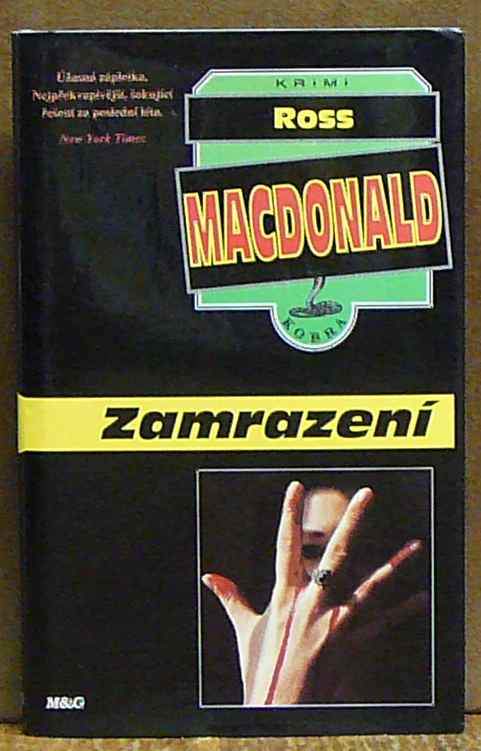 Úžasná zápletka.
Nejpřekvapivější, šokující
řešení za poslední léta.
New York Times
KRIMI
Ross
MACDONALD
KOBRA
Zamrazení
M&G